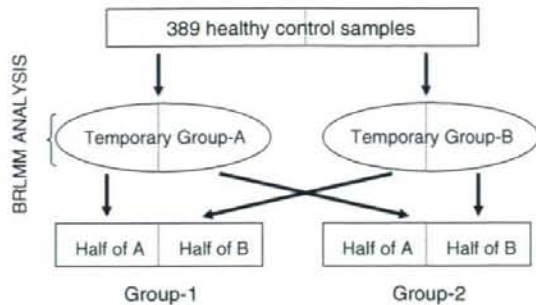 389 healthy control samples
BRLMM ANALYSIS
Temporary Group-A
Temporary Group-B
Half of A
Half of B
Half of A
Half of B
Group-1
Group-2